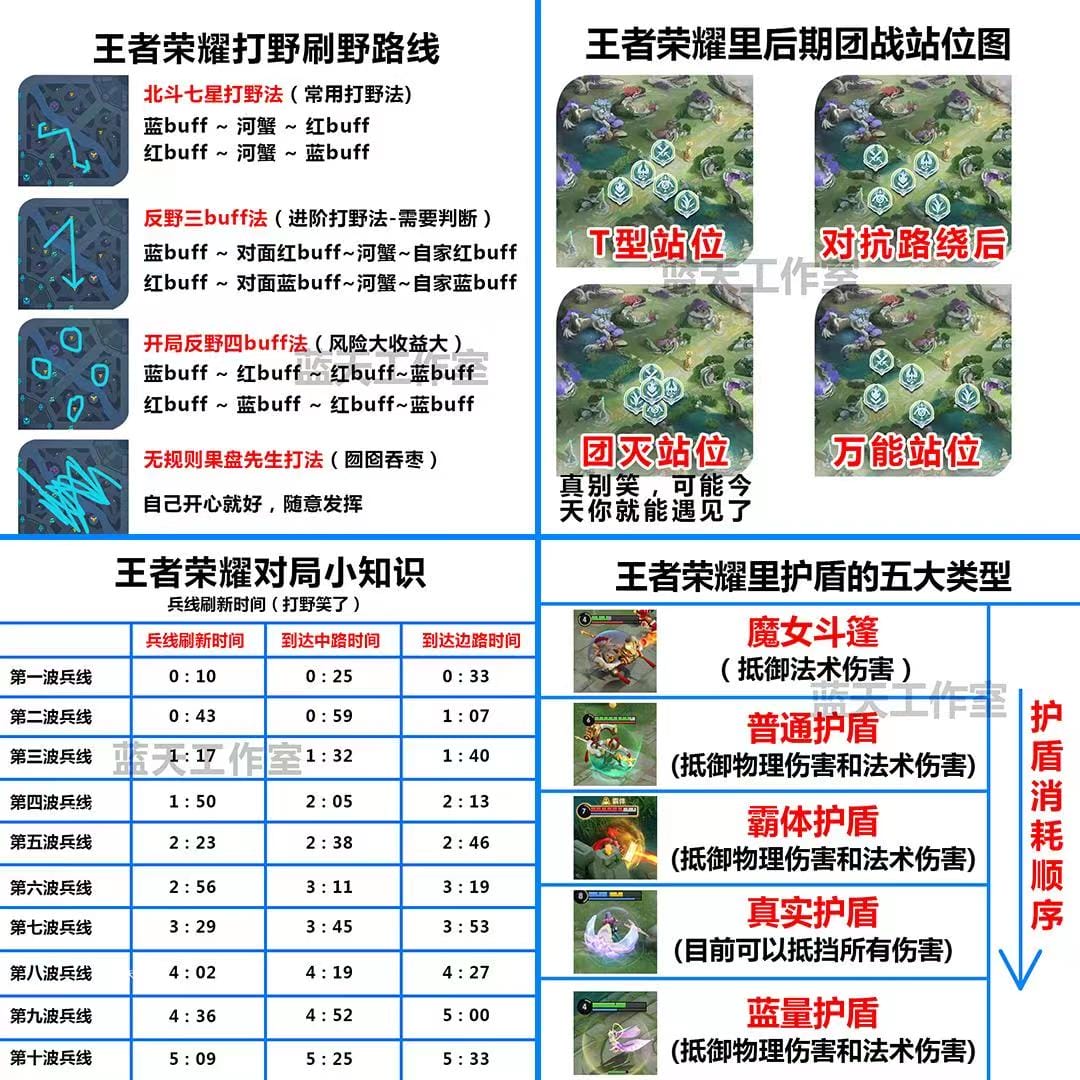 王者荣耀打野刷野路线
北斗七星打野法（常用打野法)
蓝buff ~ 河蟹 ~ 红buff
红buff ~ 河蟹 ~ 蓝buff
反野三buff法（进阶打野法-需要判断）
蓝buff ~ 对面红buff~河蟹~自家红buff
红buff ~ 对面蓝buff~河蟹~自家蓝buff
开局反野四buff法（风险大收益大）
蓝buff ~ 红buff ~ 红buff~蓝buff
红buff ~ 蓝buff ~ 红buff~蓝buff
蓝天工作室
无规则果盘先生打法（囫囵吞枣）
自己开心就好，随意发挥
王者荣耀里后期团战站位图
T型站位
对抗路绕后
蓝天工作室
团灭站位
万能站位
真别笑，可能今
天你就能遇见了
王者荣耀对局小知识
兵线刷新时间（打野笑了）
兵线刷新时间 到达中路时间 到达边路时间
第一波兵线 0：10 0：25 0：33
第二波兵线 0：43 0：59 1：07
第三波兵线 1：17 1：32 1：40
蓝天工作室
第四波兵线 1：50 2：05 2：13
第五波兵线 2：23 2：38 2：46
第六波兵线 2：56 3：11 3：19
第七波兵线 3：29 3：45 3：53
第八波兵线 4：02 4：19 4：27
第九波兵线 4：36 4：52 5：00
第十波兵线 5：09 5：25 5：33
王者荣耀里护盾的五大类型
4
魔女斗篷
（抵御法术伤害）
蓝天工作室
普通护盾
(抵御物理伤害和法术伤害)
霸体
7
霸体护盾
(抵御物理伤害和法术伤害)
8
真实护盾
(目前可以抵挡所有伤害)
4
蓝量护盾
(抵御物理伤害和法术伤害)
护盾消耗顺序